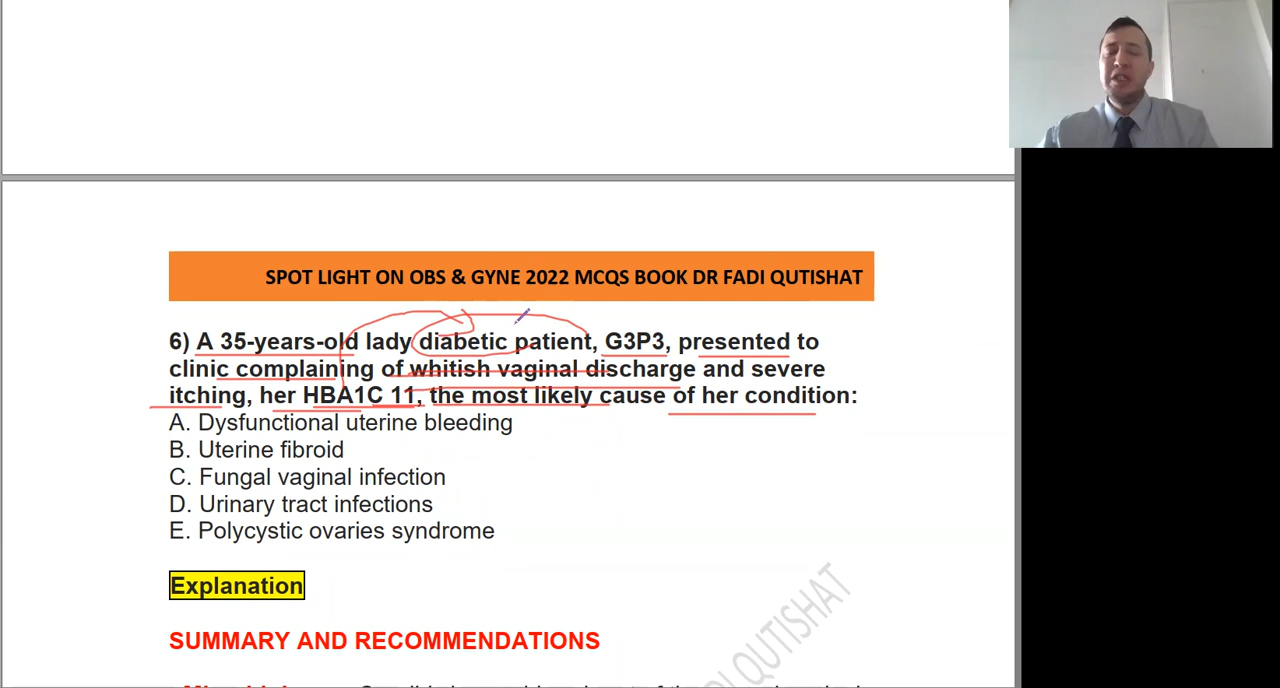 SPOT LIGHT ON OBS & GYNE 2022 MCQS BOOK DR FADI QUTISHAT
6) A 35-years-old lady diabetic patient, G3P3, presented to
clinic complaining of whitish vaginal discharge and severe
itching, her HBA1C 11, the most likely cause of her condition:
A. Dysfunctional uterine bleeding
B. Uterine fibroid
C. Fungal vaginal infection
D. Urinary tract infections
E. Polycystic ovaries syndrome
Explanation
SUMMARY AND RECOMMENDATIONS
QUTISHAT